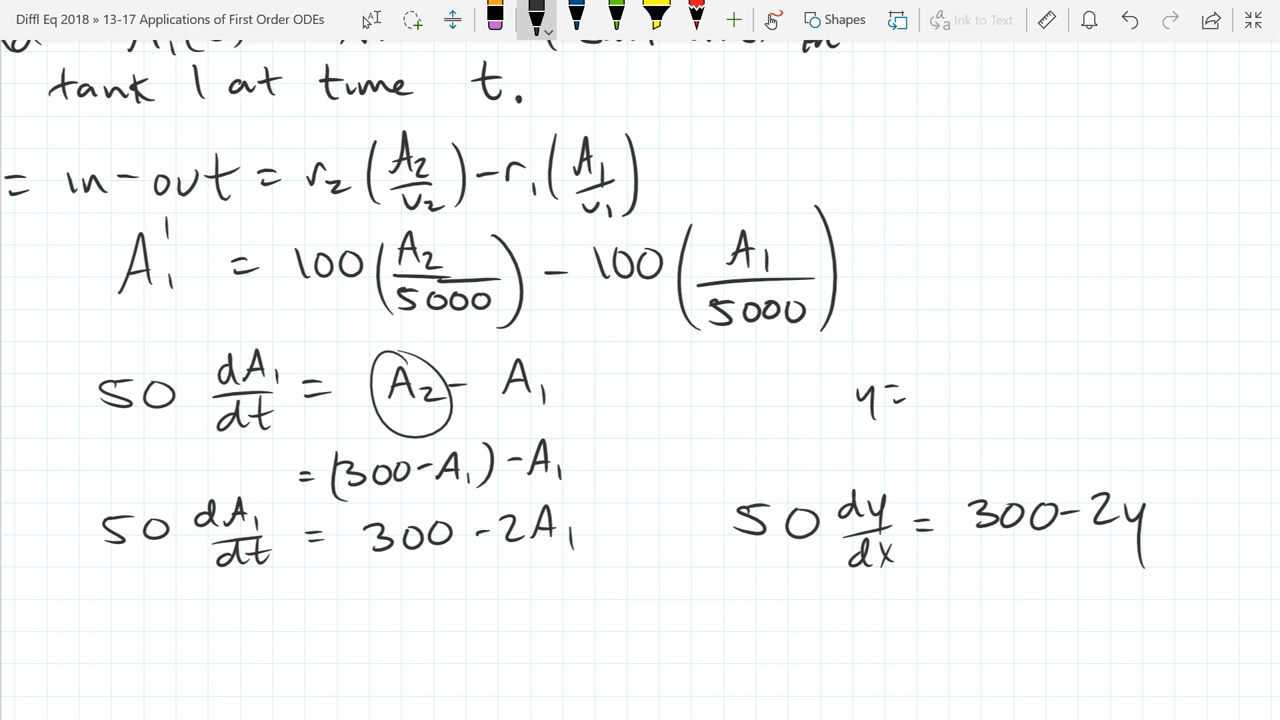 Diffl Eq 2018 » 13-17 Applications of First Order ODEs
Shapes
Ink to Text
tank 1 at time t.
= in-out = r₂(A₂/v₂) - r₁(A₁/v₁)
A₁' = 100(A₂/5000) - 100(A₁/5000)
50 dA₁/dt = A₂ - A₁
y=
= (300-A₁)-A₁
50 dA₁/dt = 300 -2A₁
50 dy/dx = 300-2y